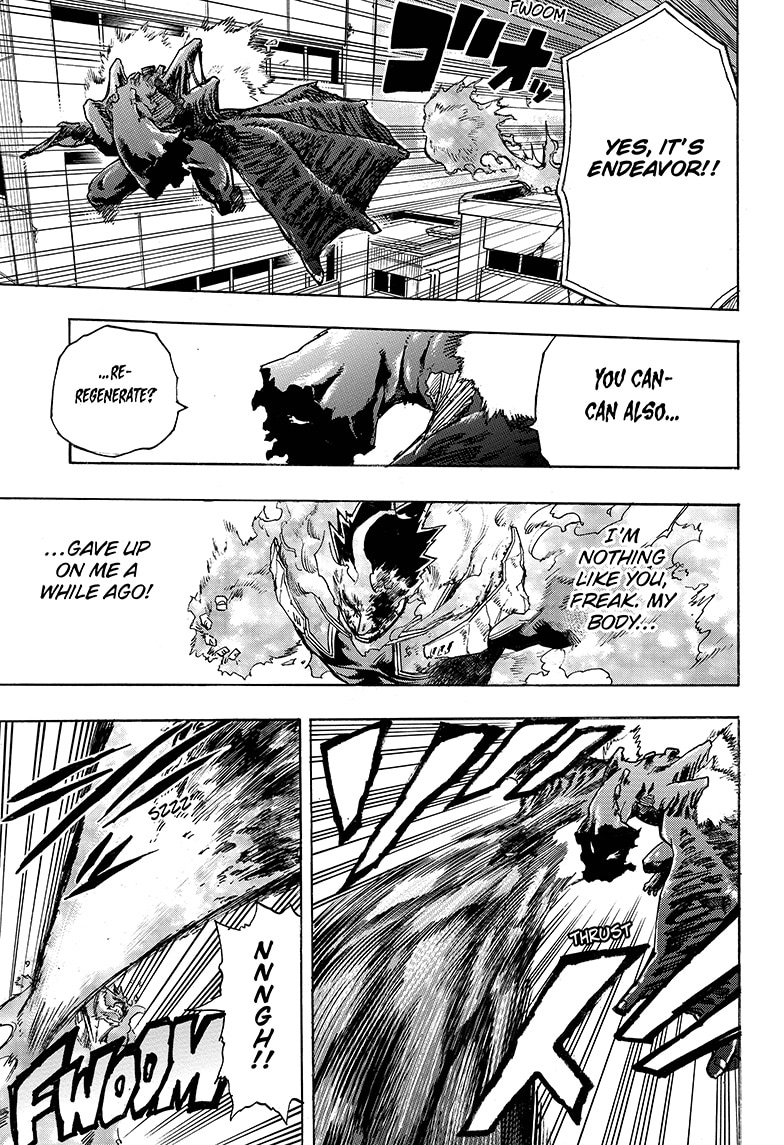 FWOOM
ゴオッ
YES, IT'S
ENDEAVOR!!
YOU CAN-
CAN ALSO...
...RE-
REGENERATE?
I'M
NOTHING
LIKE YOU,
FREAK. MY
BODY...
...GAVE UP
ON ME A
WHILE AGO!
THRUST
SZZZ
NNNGH!!
FWOOM